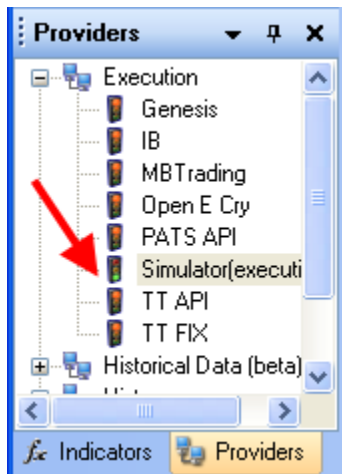 Providers
Execution
Genesis
IB
MBTrading
Open E Cry
PATS API
Simulator(executi
TT API
TT FIX
Historical Data (beta)
fx Indicators Providers